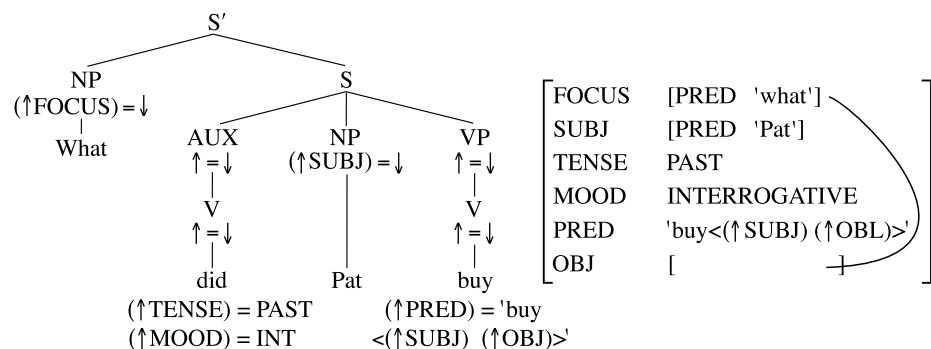 S′
NP S
(↑FOCUS) = ↓
What
AUX NP VP
↑ = ↓ (↑SUBJ) = ↓ ↑ = ↓
V V
↑ = ↓ ↑ = ↓
did Pat buy
(↑TENSE) = PAST (↑PRED) = 'buy
(↑MOOD) = INT <(↑SUBJ) (↑OBJ)>'
FOCUS [PRED 'what']
SUBJ [PRED 'Pat']
TENSE PAST
MOOD INTERROGATIVE
PRED 'buy<(↑SUBJ) (↑OBL)>'
OBJ [ ]